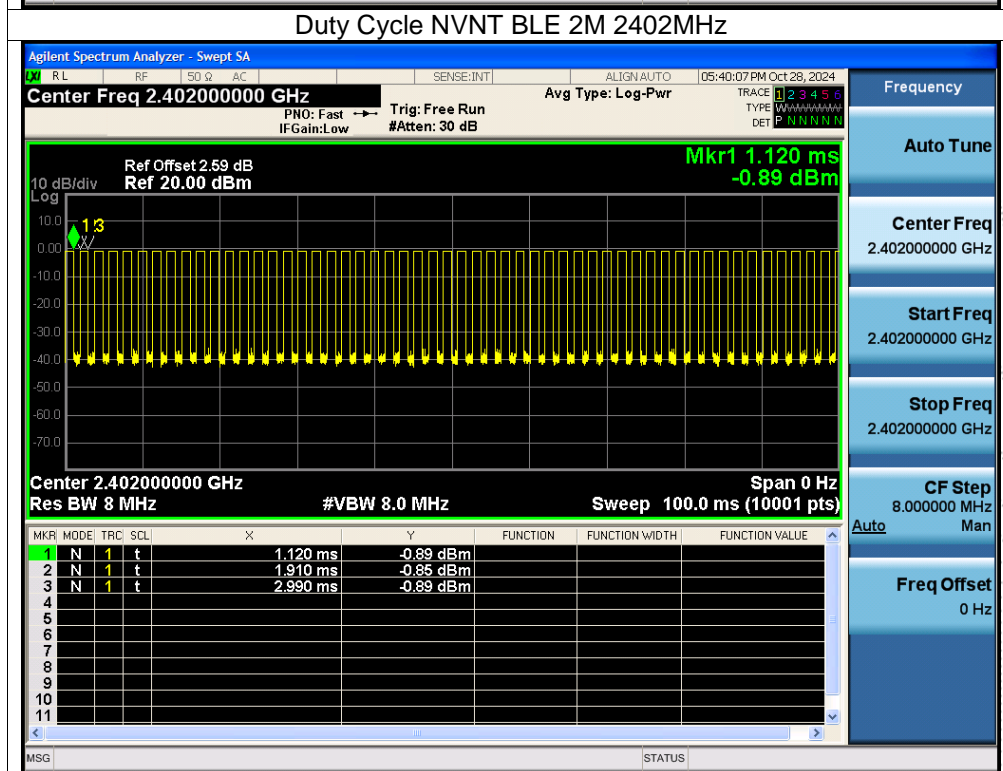 Duty Cycle NVNT BLE 2M 2402MHz
Agilent Spectrum Analyzer - Swept SA
LXI RL RF 50 Ω AC SENSE:INT ALIGN AUTO 05:40:07 PM Oct 28, 2024
Center Freq 2.402000000 GHz
PNO: Fast
IFGain:Low
Trig: Free Run
#Atten: 30 dB
Avg Type: Log-Pwr
TRACE 1 2 3 4 5 6
TYPE WWWWWW
DET P N N N N N
Ref Offset 2.59 dB
10 dB/div Ref 20.00 dBm
Log
Mkr1 1.120 ms
-0.89 dBm
10.0
0.00
-10.0
-20.0
-30.0
-40.0
-50.0
-60.0
-70.0
1 3
Center 2.402000000 GHz Span 0 Hz
Res BW 8 MHz #VBW 8.0 MHz Sweep 100.0 ms (10001 pts)
MKR MODE TRC SCL X Y FUNCTION FUNCTION WIDTH FUNCTION VALUE
1 N 1 t 1.120 ms -0.89 dBm
2 N 1 t 1.910 ms -0.85 dBm
3 N 1 t 2.990 ms -0.89 dBm
4
5
6
7
8
9
10
11
MSG STATUS
Frequency
Auto Tune
Center Freq
2.402000000 GHz
Start Freq
2.402000000 GHz
Stop Freq
2.402000000 GHz
CF Step
8.000000 MHz
Auto Man
Freq Offset
0 Hz